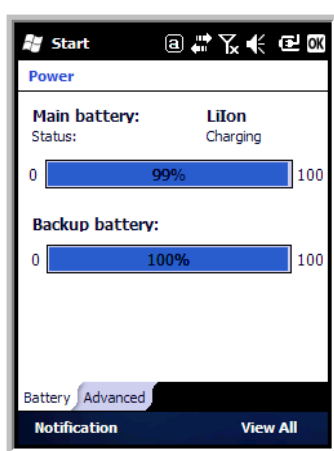 Start a OK
Power
Main battery: LiIon
Status: Charging
0 99% 100
Backup battery:
0 100% 100
Battery Advanced
Notification View All